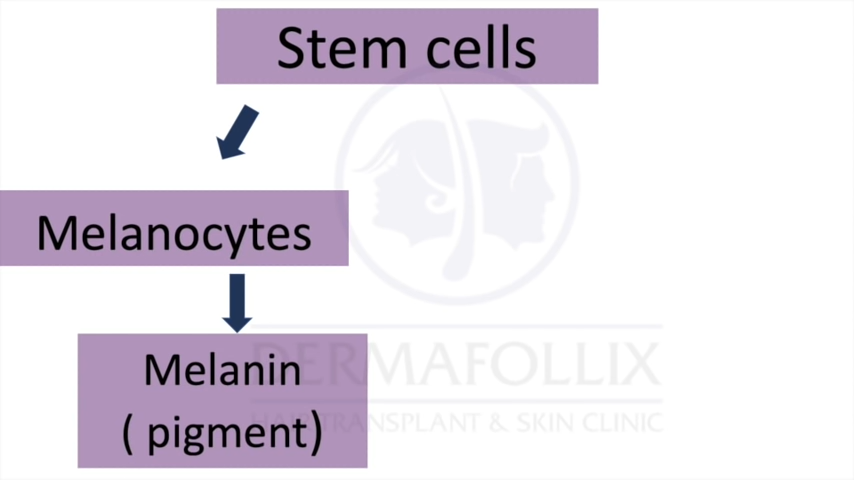 Stem cells
Melanocytes
Melanin
( pigment)
DERMAFOLLIX
HAIR TRANSPLANT & SKIN CLINIC